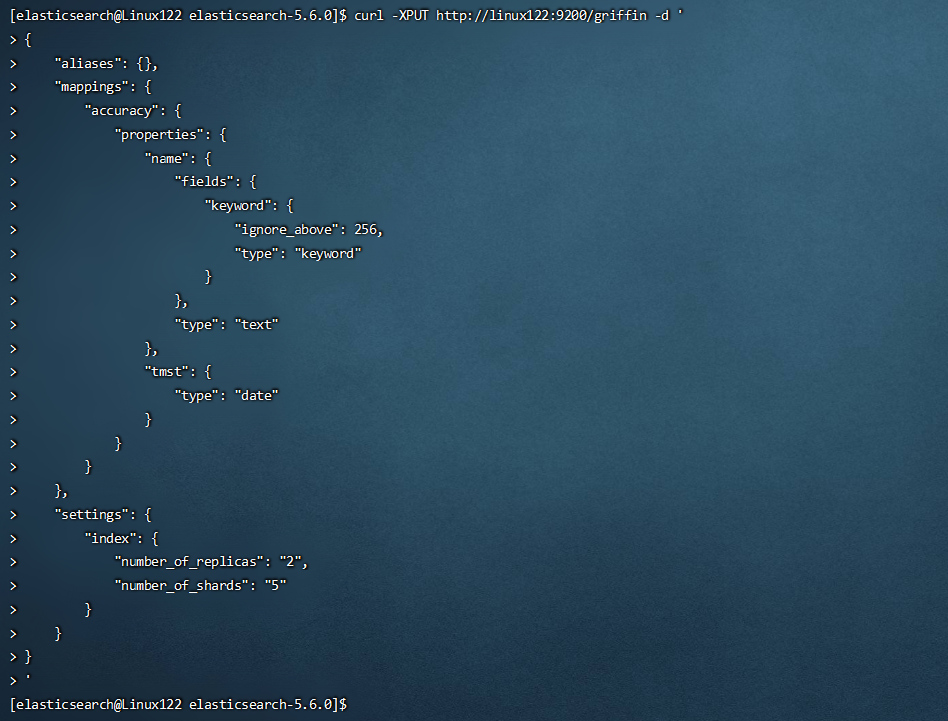 [elasticsearch@Linux122 elasticsearch-5.6.0]$ curl -XPUT http://linux122:9200/griffin -d '
> {
>     "aliases": {},
>     "mappings": {
>         "accuracy": {
>             "properties": {
>                 "name": {
>                     "fields": {
>                         "keyword": {
>                             "ignore_above": 256,
>                             "type": "keyword"
>                         }
>                     },
>                     "type": "text"
>                 },
>                 "tmst": {
>                     "type": "date"
>                 }
>             }
>         }
>     },
>     "settings": {
>         "index": {
>             "number_of_replicas": "2",
>             "number_of_shards": "5"
>         }
>     }
> }
> '
[elasticsearch@Linux122 elasticsearch-5.6.0]$